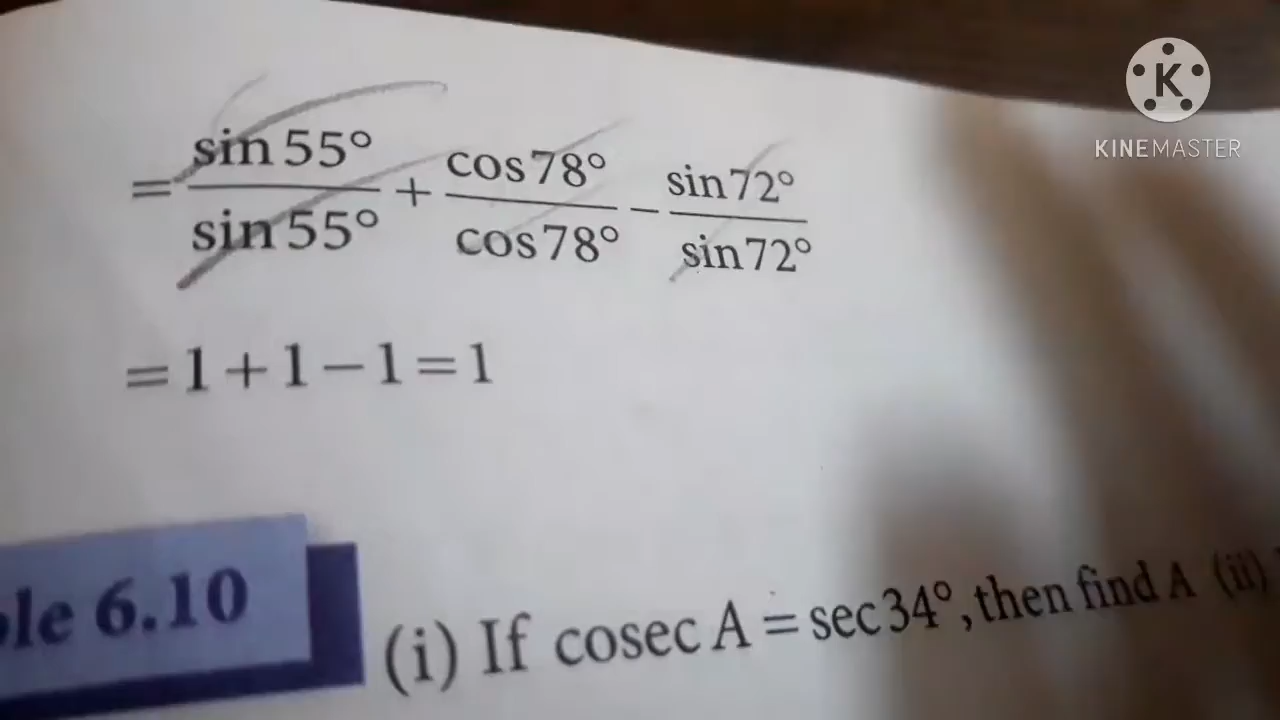 K
KINEMASTER
= sin 55° / sin 55° + cos 78° / cos 78° − sin 72° / sin 72°
= 1 + 1 − 1 = 1
6.10
(i) If cosec A = sec 34°, then find A (ii)